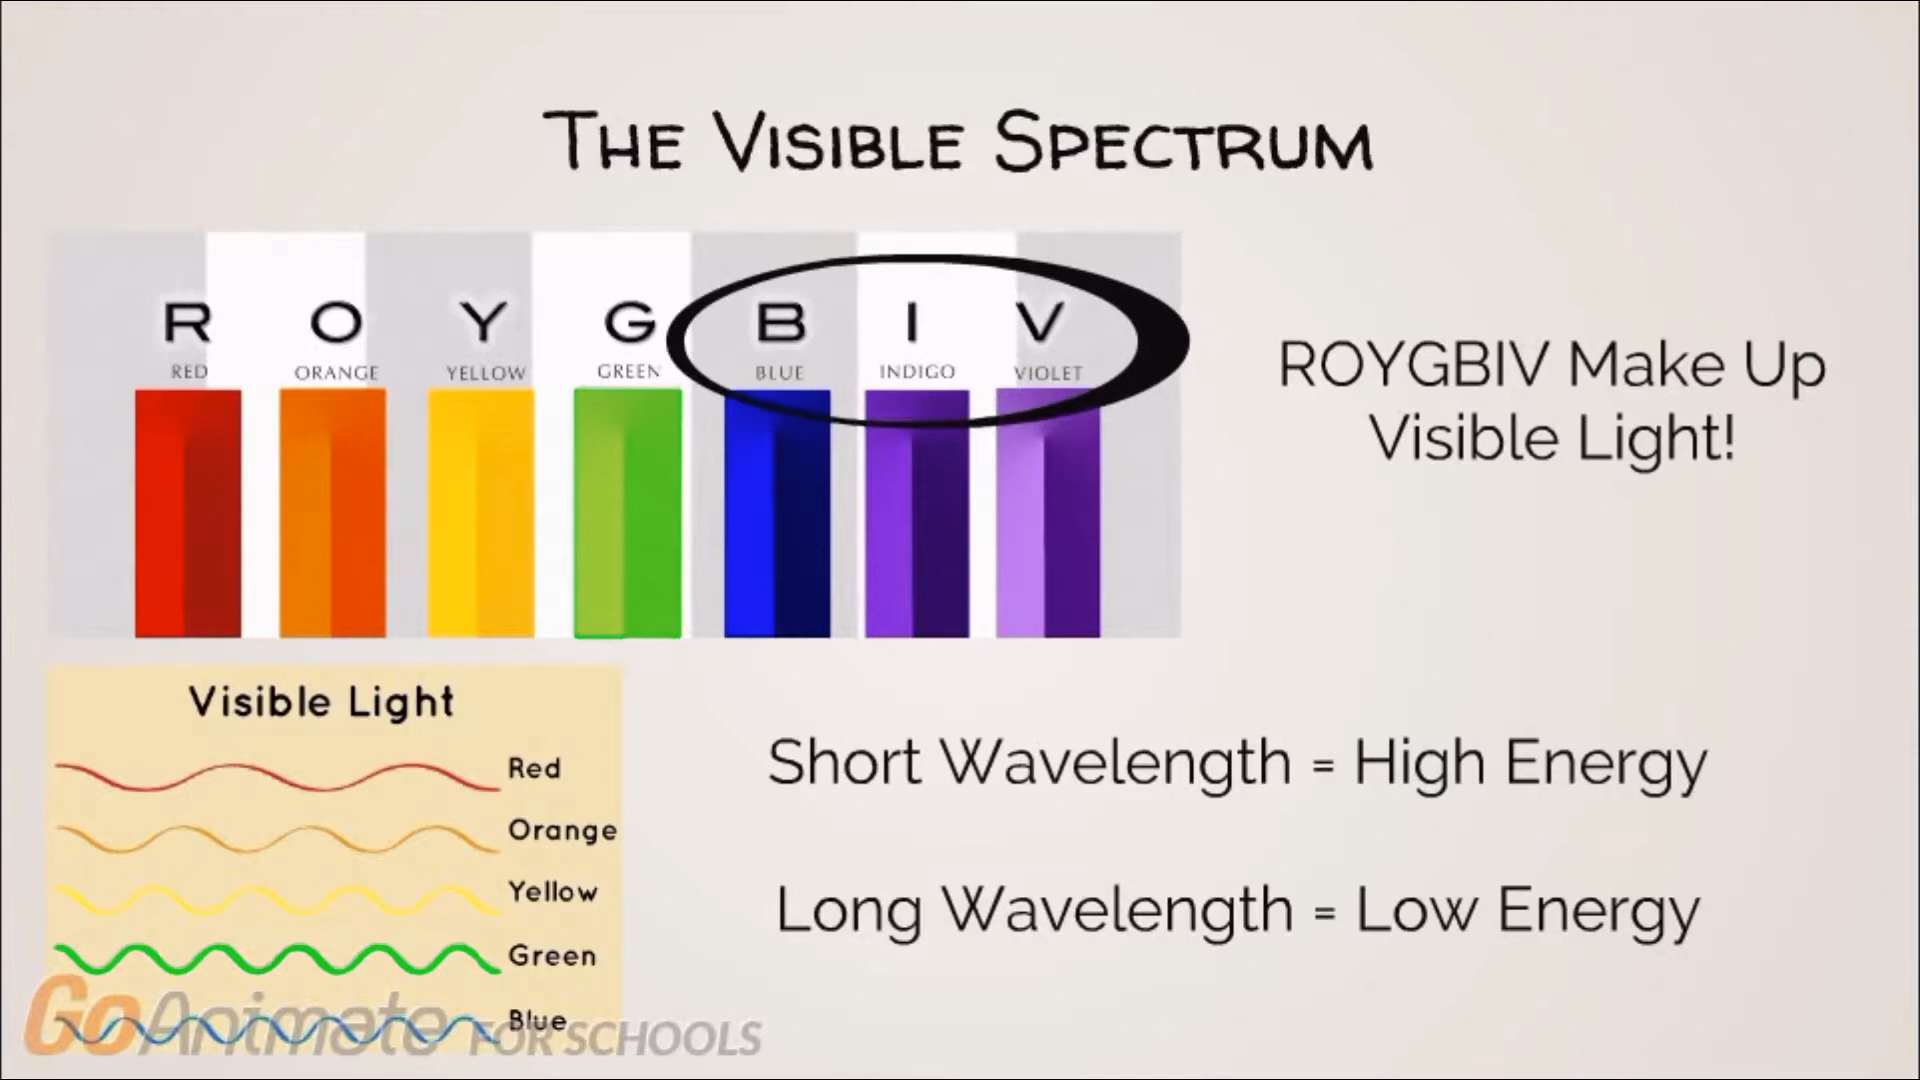 THE VISIBLE SPECTRUM
R O Y G B I V
RED ORANGE YELLOW GREEN BLUE INDIGO VIOLET
ROYGBIV Make Up
Visible Light!
Visible Light
Red
Orange
Yellow
Green
Blue
Short Wavelength = High Energy
Long Wavelength = Low Energy
GoAnimate FOR SCHOOLS